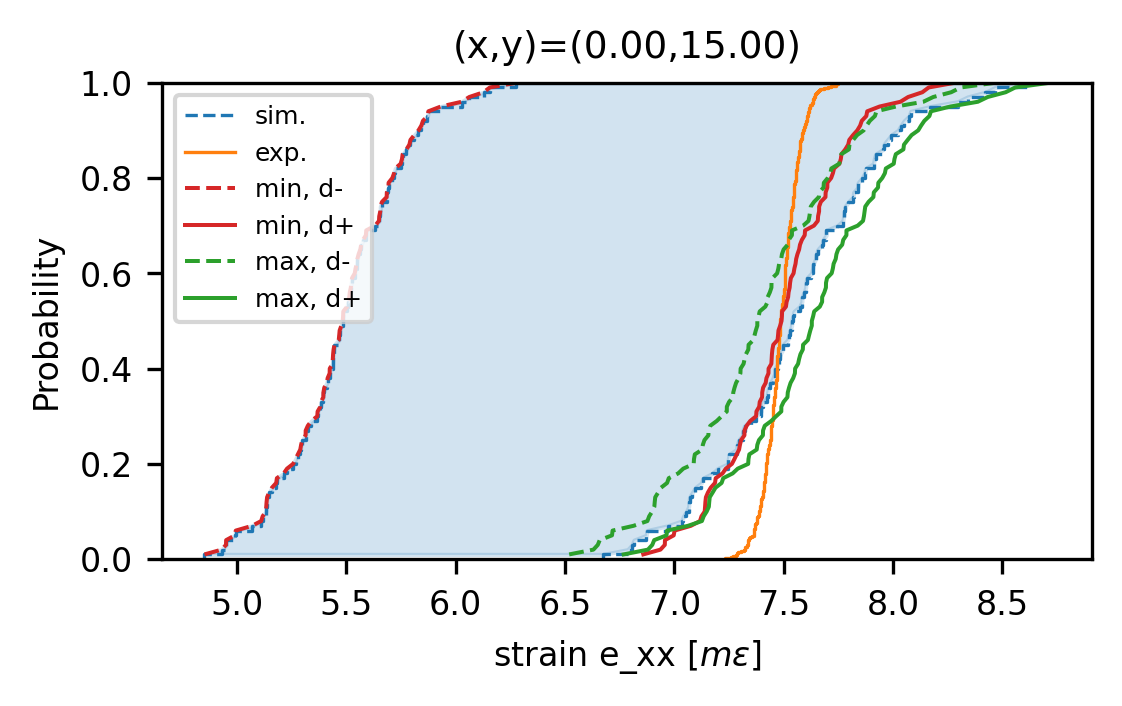 (x,y)=(0.00,15.00)
1.0
0.8
0.6
0.4
0.2
0.0
Probability
sim.
exp.
min, d-
min, d+
max, d-
max, d+
5.0 5.5 6.0 6.5 7.0 7.5 8.0 8.5
strain e_xx [mε]